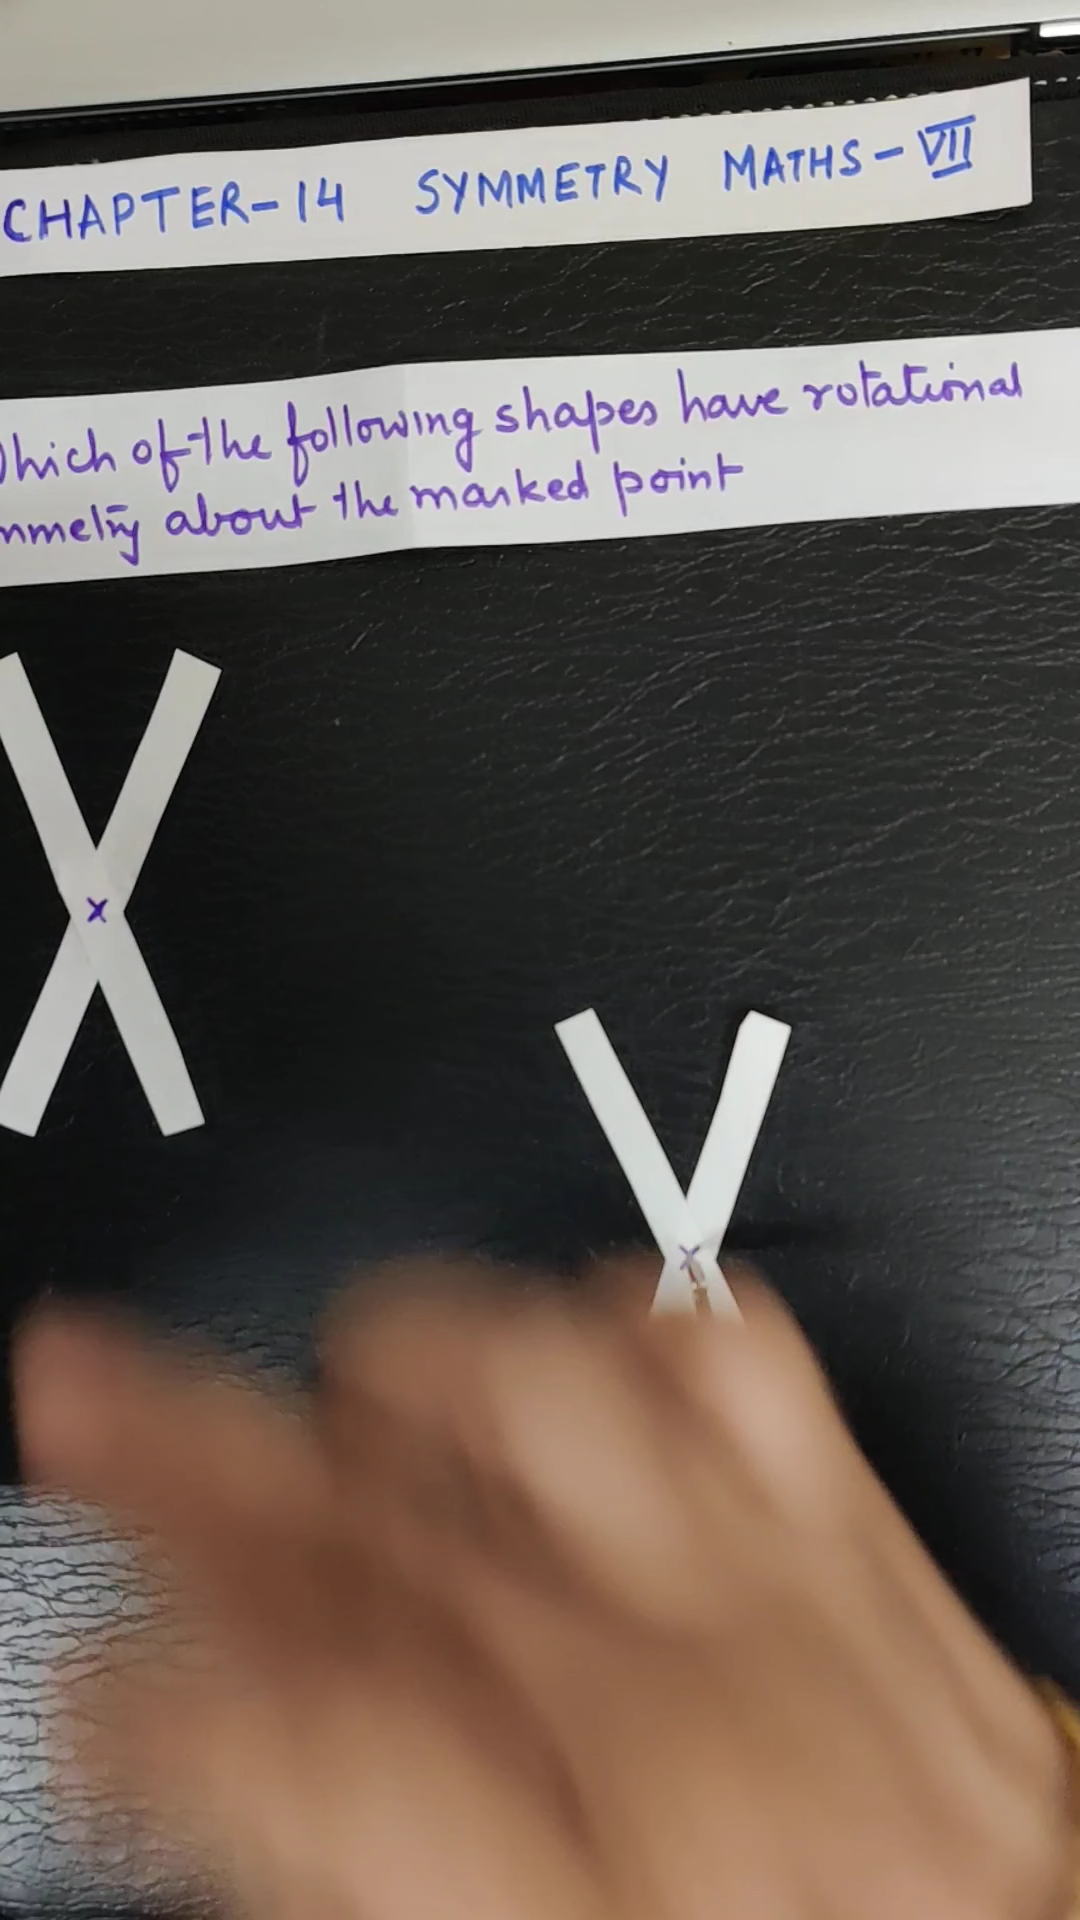 CHAPTER-14 SYMMETRY MATHS-VII
hich of the following shapes have rotational
mmetry about the marked point
x
x